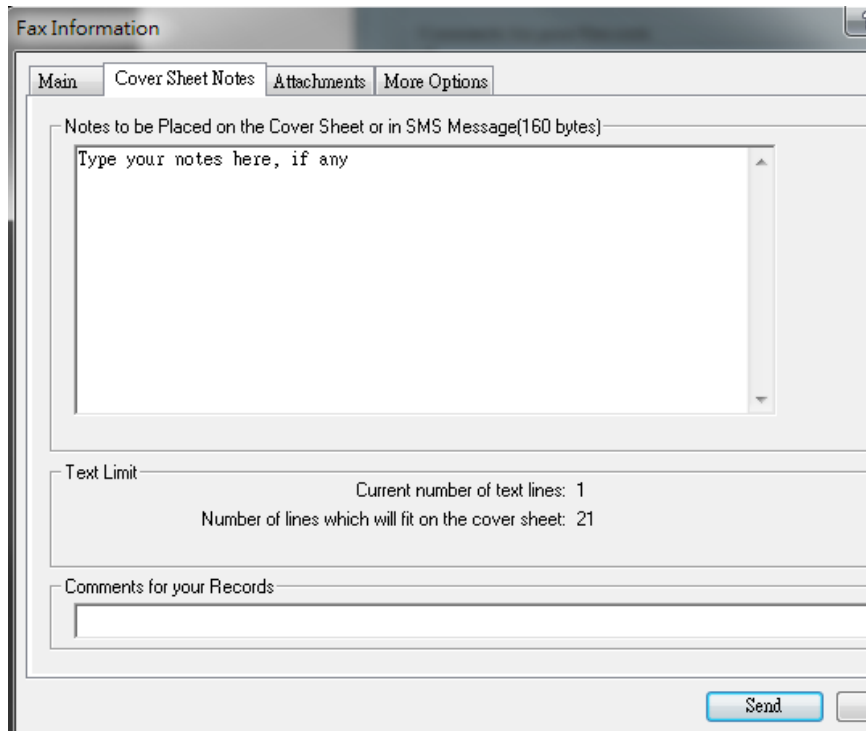 Fax Information
Main
Cover Sheet Notes
Attachments
More Options
Notes to be Placed on the Cover Sheet or in SMS Message(160 bytes)
Type your notes here, if any
Text Limit
Current number of text lines: 1
Number of lines which will fit on the cover sheet: 21
Comments for your Records
Send